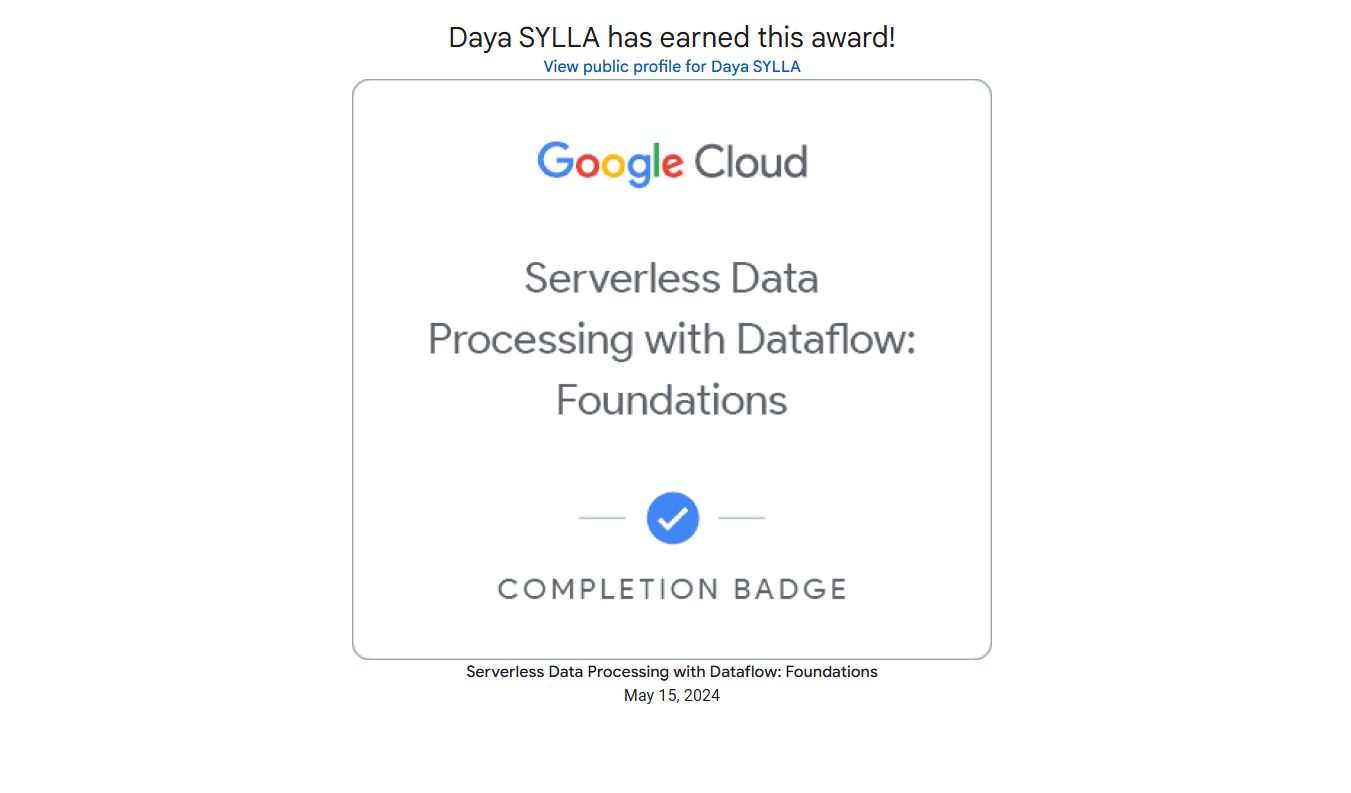 Daya SYLLA has earned this award!
View public profile for Daya SYLLA
Google Cloud
Serverless Data
Processing with Dataflow:
Foundations
COMPLETION BADGE
Serverless Data Processing with Dataflow: Foundations
May 15, 2024